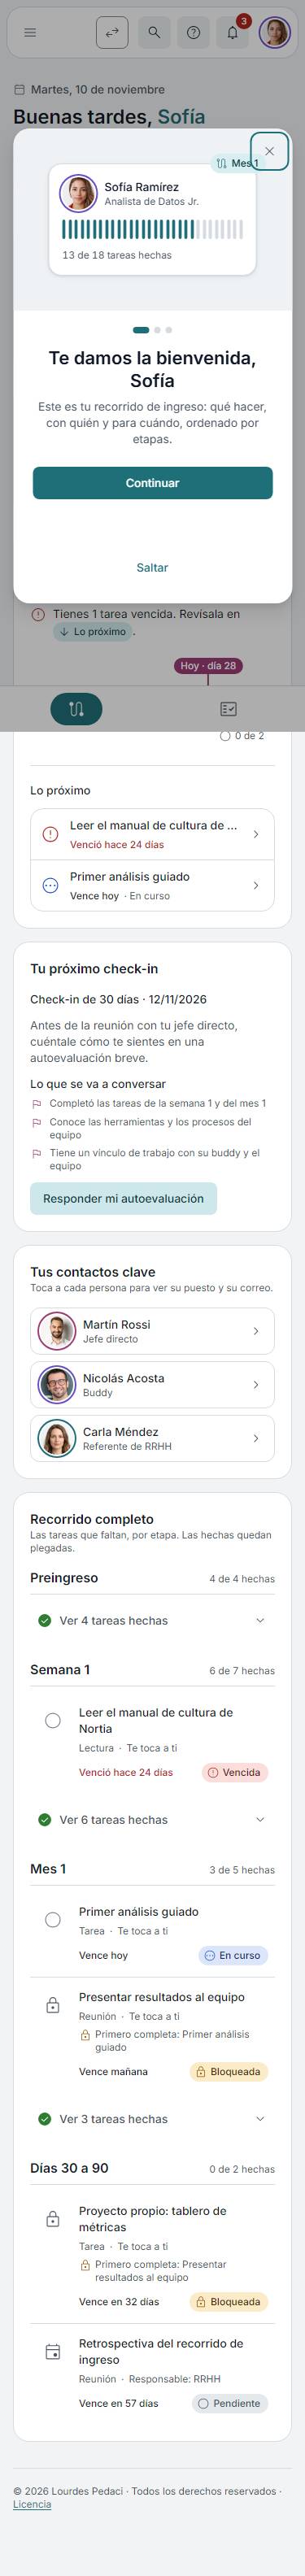 3
Martes, 10 de noviembre
Buenas tardes, Sofía
Mes 1
Sofía Ramírez
Analista de Datos Jr.
13 de 18 tareas hechas
Te damos la bienvenida,
Sofía
Este es tu recorrido de ingreso: qué hacer,
con quién y para cuándo, ordenado por
etapas.
Continuar
Saltar
Tienes 1 tarea vencida. Revísala en
Lo próximo.
Hoy · día 28
0 de 2
Lo próximo
Leer el manual de cultura de ...
Venció hace 24 días
Primer análisis guiado
Vence hoy · En curso
Tu próximo check-in
Check-in de 30 días · 12/11/2026
Antes de la reunión con tu jefe directo,
cuéntale cómo te sientes en una
autoevaluación breve.
Lo que se va a conversar
Completó las tareas de la semana 1 y del mes 1
Conoce las herramientas y los procesos del
equipo
Tiene un vínculo de trabajo con su buddy y el
equipo
Responder mi autoevaluación
Tus contactos clave
Toca a cada persona para ver su puesto y su correo.
Martín Rossi
Jefe directo
Nicolás Acosta
Buddy
Carla Méndez
Referente de RRHH
Recorrido completo
Las tareas que faltan, por etapa. Las hechas quedan
plegadas.
Preingreso 4 de 4 hechas
Ver 4 tareas hechas
Semana 1 6 de 7 hechas
Leer el manual de cultura de
Nortia
Lectura · Te toca a ti
Venció hace 24 días Vencida
Ver 6 tareas hechas
Mes 1 3 de 5 hechas
Primer análisis guiado
Tarea · Te toca a ti
Vence hoy En curso
Presentar resultados al equipo
Reunión · Te toca a ti
Primero completa: Primer análisis
guiado
Vence mañana Bloqueada
Ver 3 tareas hechas
Días 30 a 90 0 de 2 hechas
Proyecto propio: tablero de
métricas
Tarea · Te toca a ti
Primero completa: Presentar
resultados al equipo
Vence en 32 días Bloqueada
Retrospectiva del recorrido de
ingreso
Reunión · Responsable: RRHH
Vence en 57 días Pendiente
© 2026 Lourdes Pedaci · Todos los derechos reservados ·
Licencia